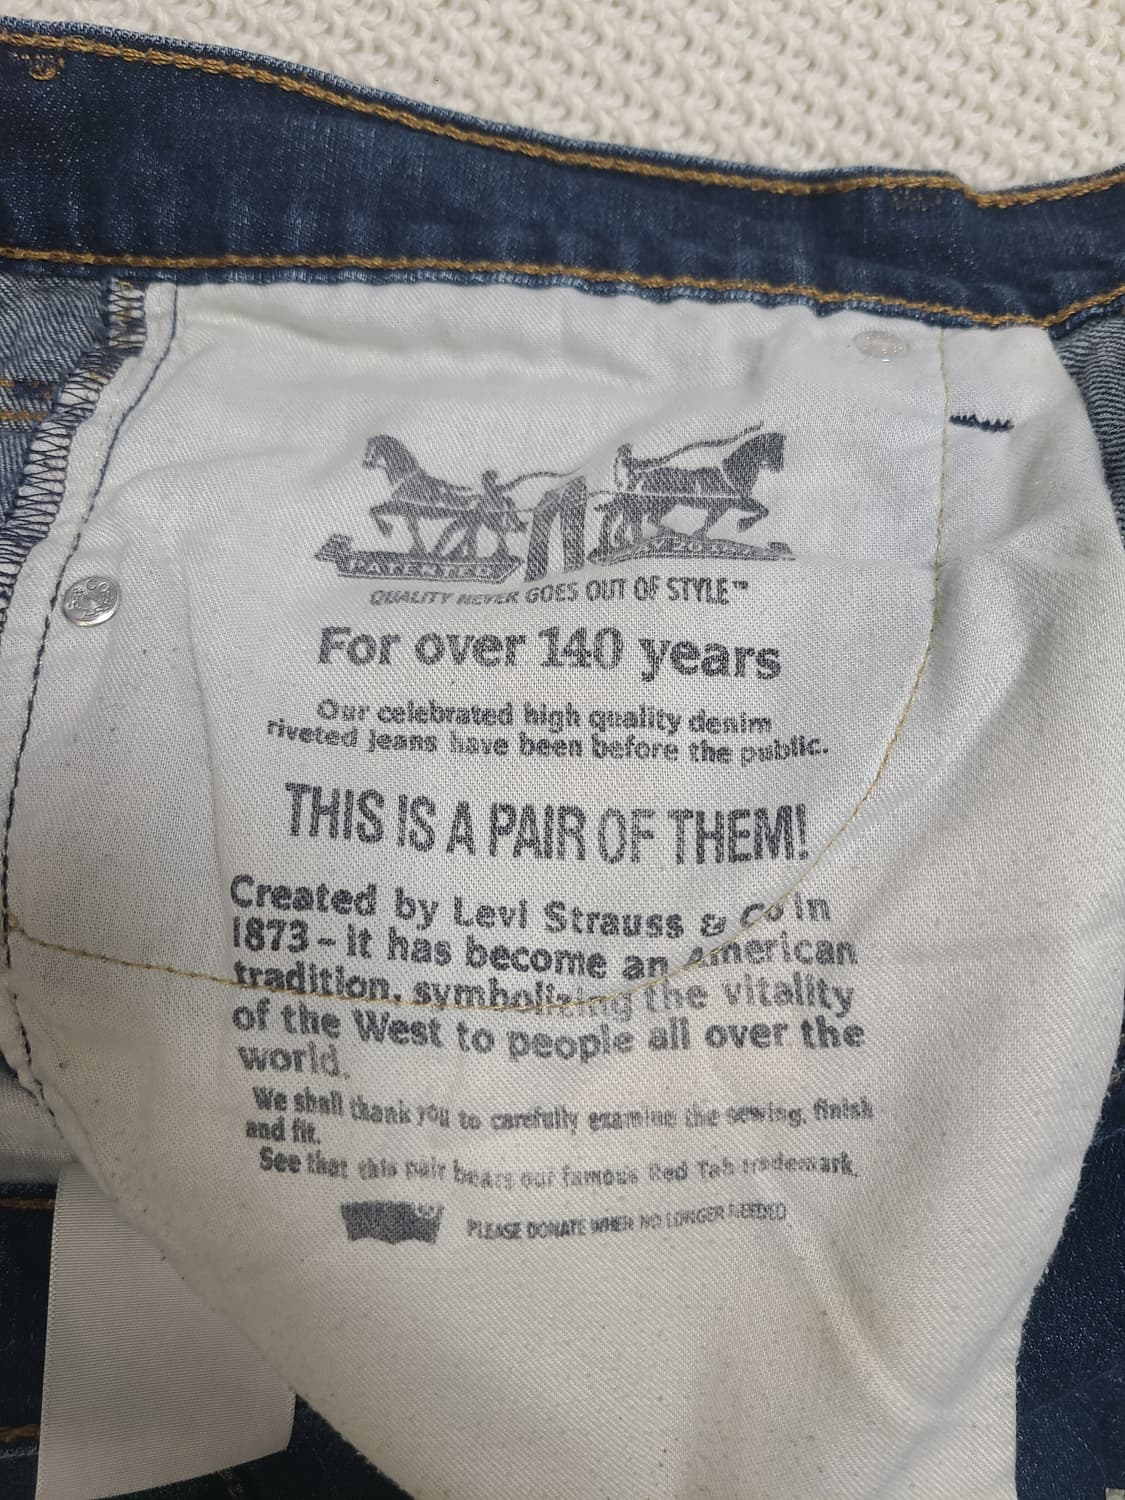 PATENTED
QUALITY NEVER GOES OUT OF STYLE™
For over 140 years
Our celebrated high quality denim
riveted jeans have been before the public.
THIS IS A PAIR OF THEM!
Created by Levi Strauss & Co in
1873 – it has become an American
tradition, symbolizing the vitality
of the West to people all over the
world.
We shall thank you to carefully examine the sewing, finish
and fit.
See that this pair bears our famous Red Tab trademark.
PLEASE DONATE WHEN NO LONGER NEEDED